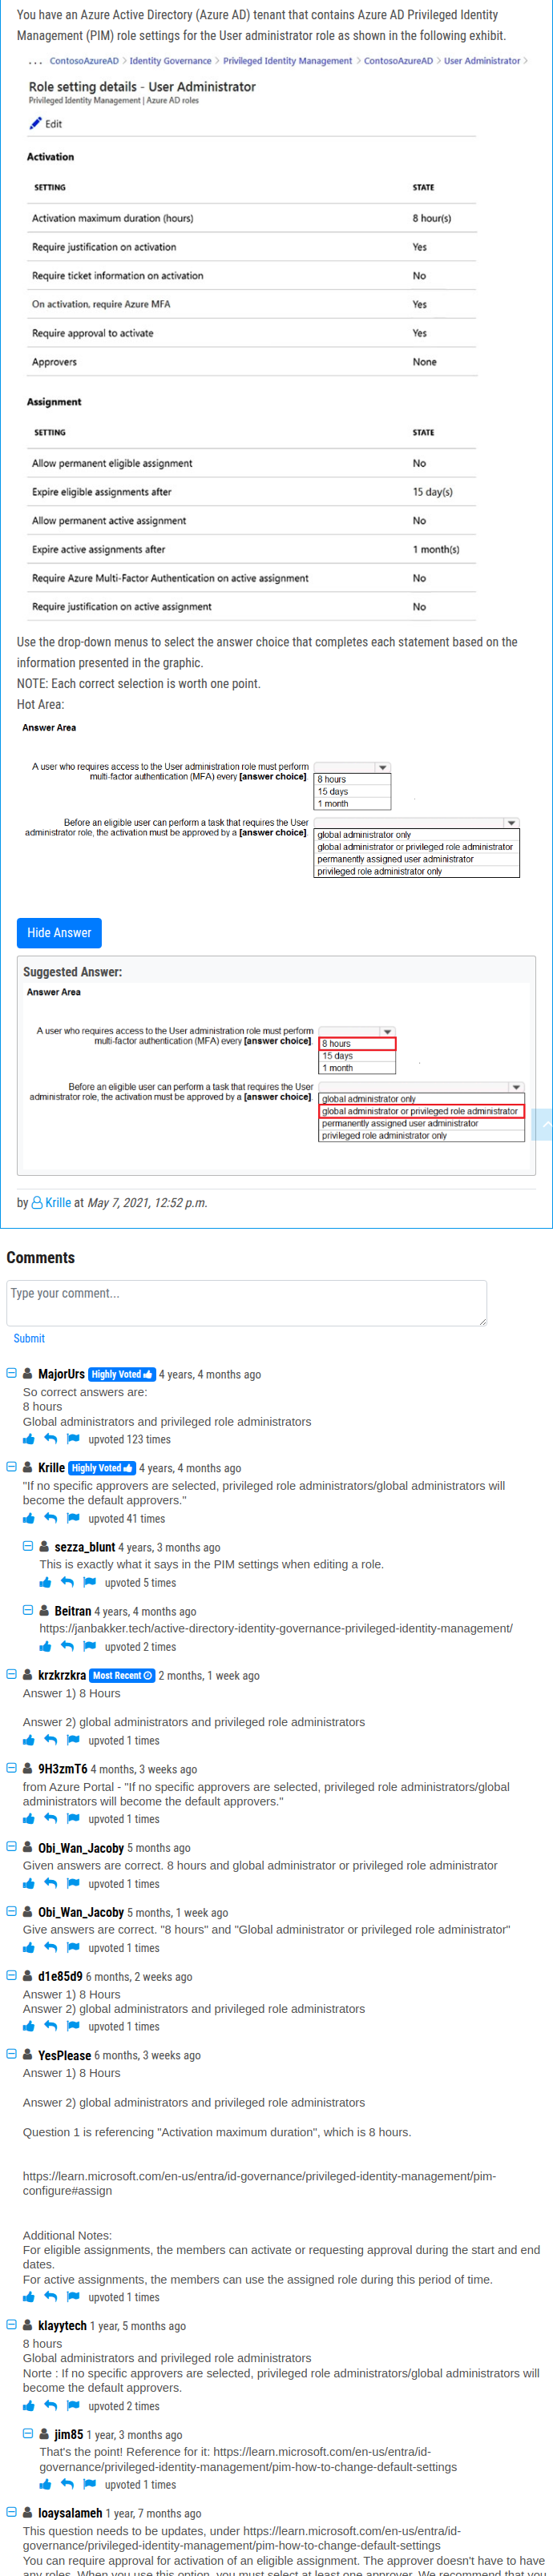 You have an Azure Active Directory (Azure AD) tenant that contains Azure AD Privileged Identity
Management (PIM) role settings for the User administrator role as shown in the following exhibit.
... ContosoAzureAD > Identity Governance > Privileged Identity Management > ContosoAzureAD > User Administrator >
Role setting details - User Administrator
Privileged Identity Management | Azure AD roles
Edit
Activation
SETTING STATE
Activation maximum duration (hours) 8 hour(s)
Require justification on activation Yes
Require ticket information on activation No
On activation, require Azure MFA Yes
Require approval to activate Yes
Approvers None
Assignment
SETTING STATE
Allow permanent eligible assignment No
Expire eligible assignments after 15 day(s)
Allow permanent active assignment No
Expire active assignments after 1 month(s)
Require Azure Multi-Factor Authentication on active assignment No
Require justification on active assignment No
Use the drop-down menus to select the answer choice that completes each statement based on the
information presented in the graphic.
NOTE: Each correct selection is worth one point.
Hot Area:
Answer Area
A user who requires access to the User administration role must perform
multi-factor authentication (MFA) every [answer choice]
8 hours
15 days
1 month
Before an eligible user can perform a task that requires the User
administrator role, the activation must be approved by a [answer choice]
global administrator only
global administrator or privileged role administrator
permanently assigned user administrator
privileged role administrator only
Hide Answer
Suggested Answer:
Answer Area
A user who requires access to the User administration role must perform
multi-factor authentication (MFA) every [answer choice]
8 hours
15 days
1 month
Before an eligible user can perform a task that requires the User
administrator role, the activation must be approved by a [answer choice]
global administrator only
global administrator or privileged role administrator
permanently assigned user administrator
privileged role administrator only
by Krille at May 7, 2021, 12:52 p.m.
Comments
Type your comment...
Submit
MajorUrs Highly Voted 4 years, 4 months ago
So correct answers are:
8 hours
Global administrators and privileged role administrators
upvoted 123 times
Krille Highly Voted 4 years, 4 months ago
"If no specific approvers are selected, privileged role administrators/global administrators will
become the default approvers."
upvoted 41 times
sezza_blunt 4 years, 3 months ago
This is exactly what it says in the PIM settings when editing a role.
upvoted 5 times
Beitran 4 years, 4 months ago
https://janbakker.tech/active-directory-identity-governance-privileged-identity-management/
upvoted 2 times
krzkrzkra Most Recent 2 months, 1 week ago
Answer 1) 8 Hours
Answer 2) global administrators and privileged role administrators
upvoted 1 times
9H3zmT6 4 months, 3 weeks ago
from Azure Portal - "If no specific approvers are selected, privileged role administrators/global
administrators will become the default approvers."
upvoted 1 times
Obi_Wan_Jacoby 5 months ago
Given answers are correct. 8 hours and global administrator or privileged role administrator
upvoted 1 times
Obi_Wan_Jacoby 5 months, 1 week ago
Give answers are correct. "8 hours" and "Global administrator or privileged role administrator"
upvoted 1 times
d1e85d9 6 months, 2 weeks ago
Answer 1) 8 Hours
Answer 2) global administrators and privileged role administrators
upvoted 1 times
YesPlease 6 months, 3 weeks ago
Answer 1) 8 Hours
Answer 2) global administrators and privileged role administrators
Question 1 is referencing "Activation maximum duration", which is 8 hours.
https://learn.microsoft.com/en-us/entra/id-governance/privileged-identity-management/pim-
configure#assign
Additional Notes:
For eligible assignments, the members can activate or requesting approval during the start and end
dates.
For active assignments, the members can use the assigned role during this period of time.
upvoted 1 times
klayytech 1 year, 5 months ago
8 hours
Global administrators and privileged role administrators
Norte : If no specific approvers are selected, privileged role administrators/global administrators will
become the default approvers.
upvoted 2 times
jim85 1 year, 3 months ago
That's the point! Reference for it: https://learn.microsoft.com/en-us/entra/id-
governance/privileged-identity-management/pim-how-to-change-default-settings
upvoted 1 times
loaysalameh 1 year, 7 months ago
This question needs to be updates, under https://learn.microsoft.com/en-us/entra/id-
governance/privileged-identity-management/pim-how-to-change-default-settings
You can require approval for activation of an eligible assignment. The approver doesn't have to have
any roles. When you use this option, you must select at least one approver. We recommend that you